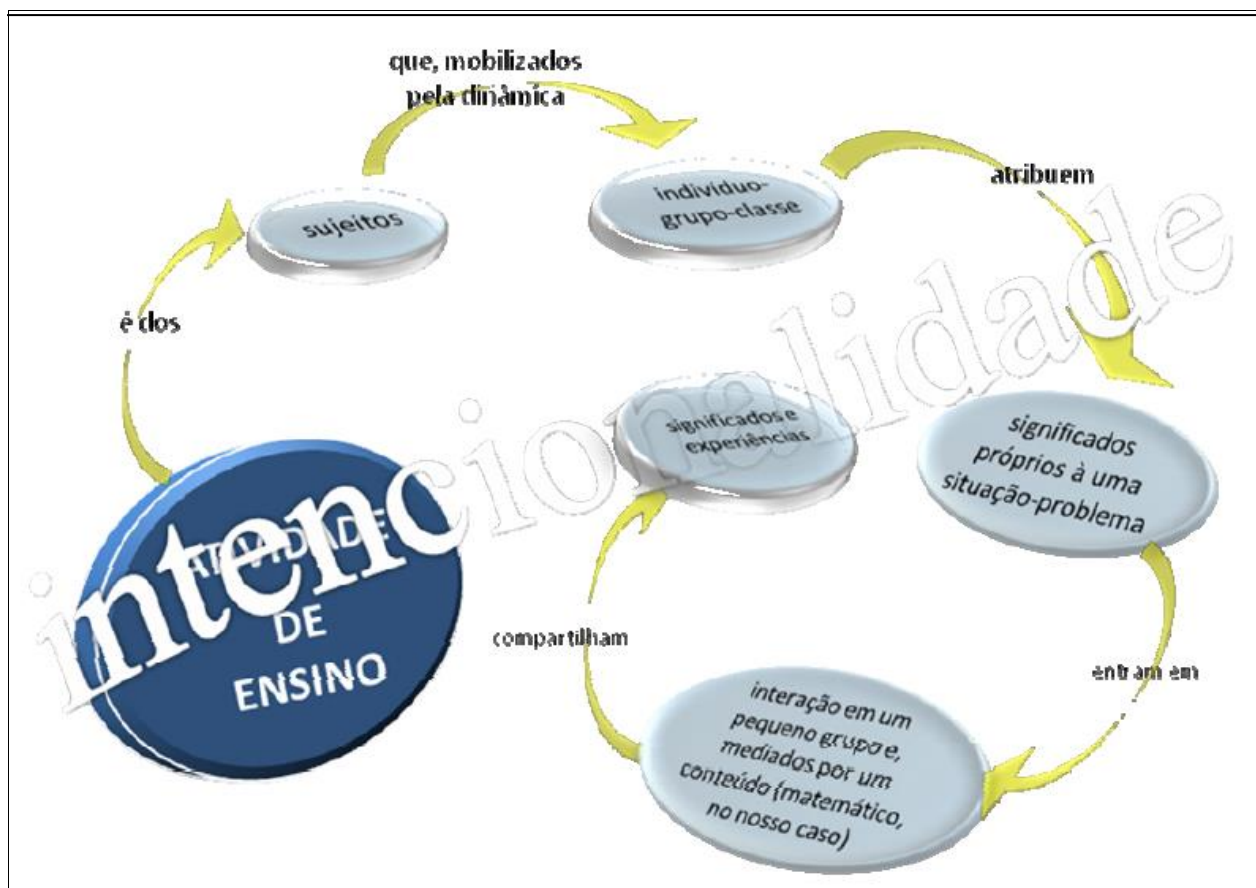 ATIVIDADE
DE
ENSINO
é dos
sujeitos
que, mobilizados
pela dinâmica
indivíduo-
grupo-classe
atribuem
significados
próprios à uma
situação-problema
entram em
interação em um
pequeno grupo e,
mediados por um
conteúdo (matemático,
no nosso caso)
compartilham
significados e
experiências
intencionalidade